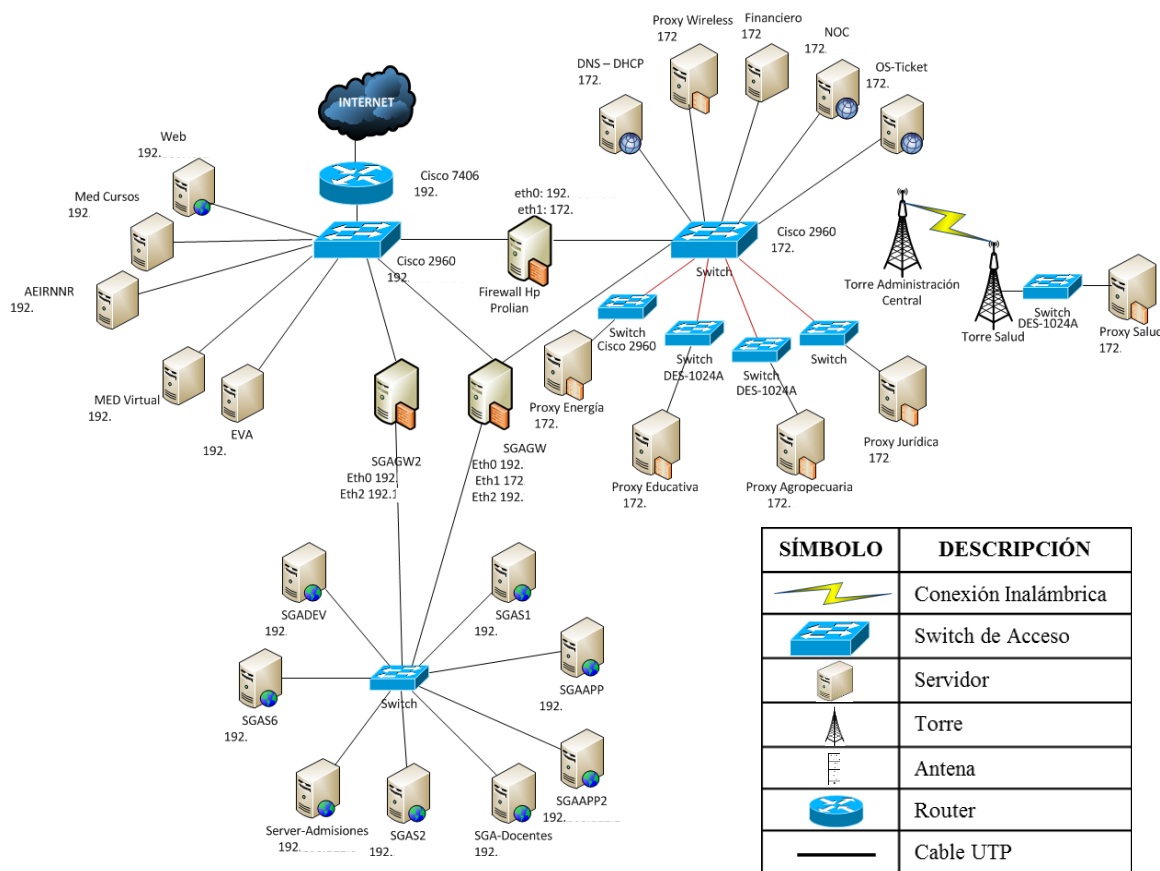 INTERNET
Cisco 7406
192.
Web
192.
Med Cursos
192.
AEIRNNR
192.
MED Virtual
192.
EVA
192.
Cisco 2960
192.
eth0: 192.
eth1: 172.
Firewall Hp
Prolian
DNS – DHCP
172.
Proxy Wireless
172
Financiero
172
NOC
172.
OS-Ticket
172.
Cisco 2960
172.
Switch
Torre Administración
Central
Torre Salud
Switch
DES-1024A
Proxy Salud
172.
Switch
Cisco 2960
Switch
DES-1024A
Switch
DES-1024A
Switch
Proxy Energía
172.
Proxy Educativa
172.
Proxy Agropecuaria
172.
Proxy Jurídica
172
SGAGW2
Eth0 192.
Eth2 192.1
SGAGW
Eth0 192.
Eth1 172
Eth2 192.
SGADEV
192.
SGAS1
192.
SGAS6
192.
Switch
SGAAPP
192.
SGAAPP2
192.
Server-Admisiones
192.
SGAS2
192.
SGA-Docentes
192.
SÍMBOLO DESCRIPCIÓN
Conexión Inalámbrica
Switch de Acceso
Servidor
Torre
Antena
Router
Cable UTP